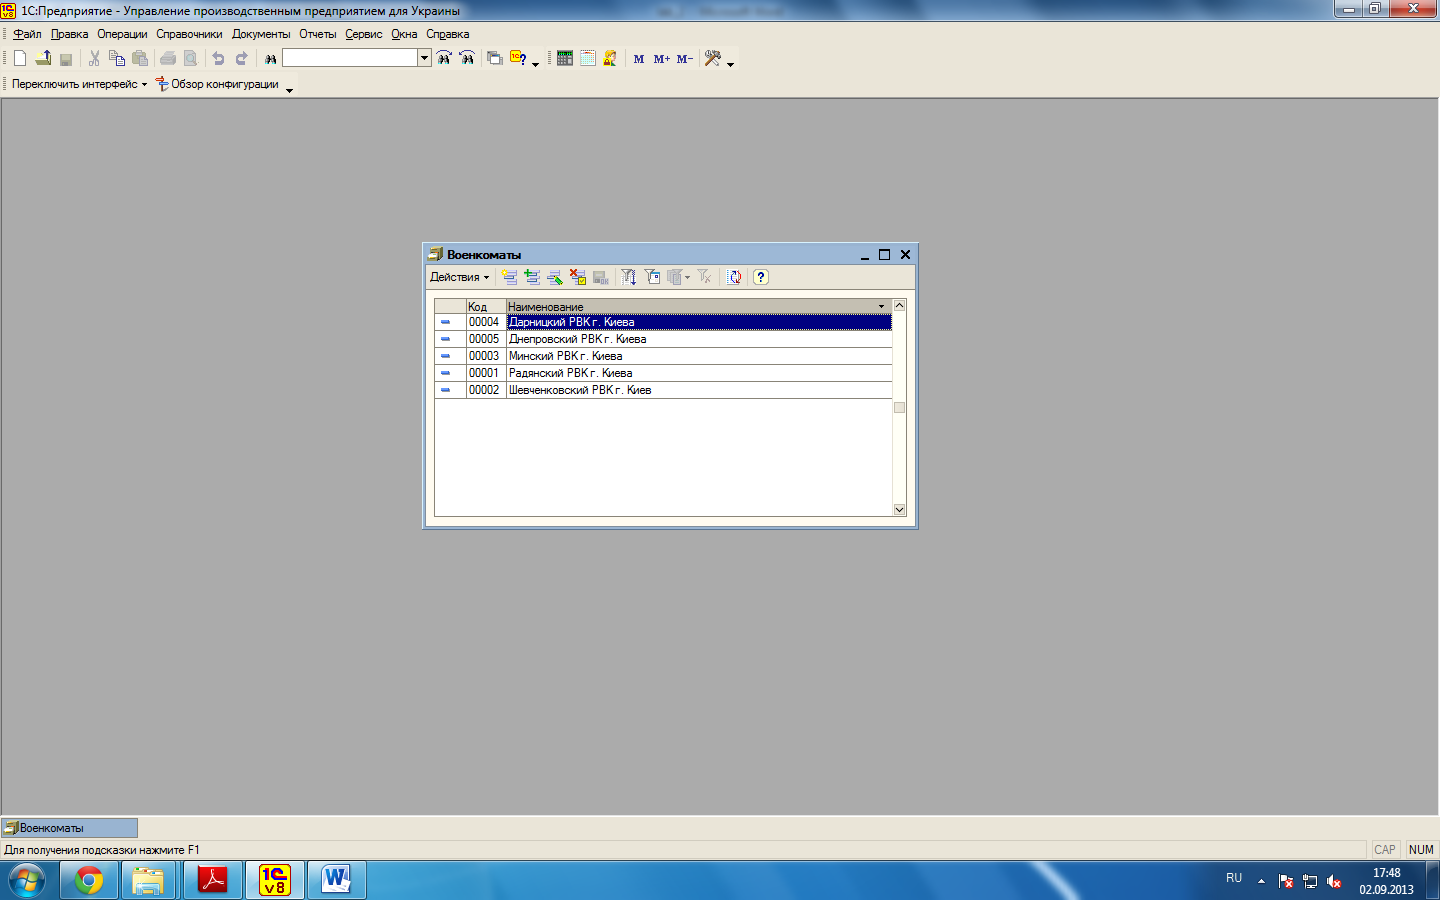 1С:Предприятие - Управление производственным предприятием для Украины
Файл Правка Операции Справочники Документы Отчеты Сервис Окна Справка
M M+ M-
Переключить интерфейс Обзор конфигурации
Военкоматы
Действия
Код Наименование
00004 Дарницкий РВК г. Киева
00005 Днепровский РВК г. Киева
00003 Минский РВК г. Киева
00001 Радянский РВК г. Киева
00002 Шевченковский РВК г. Киев
Военкоматы
Для получения подсказки нажмите F1 CAP NUM
1С v8 W RU 17:48
02.09.2013